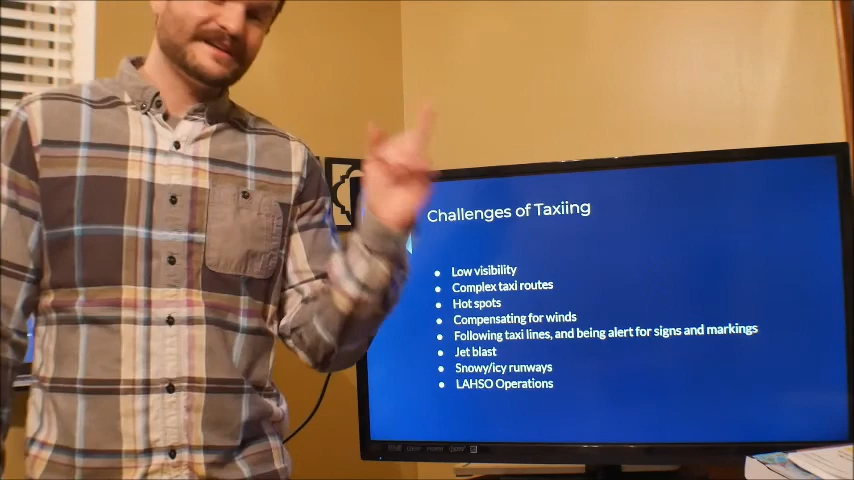 Challenges of Taxiing
Low visibility
Complex taxi routes
Hot spots
Compensating for winds
Following taxi lines, and being alert for signs and markings
Jet blast
Snowy/icy runways
LAHSO Operations